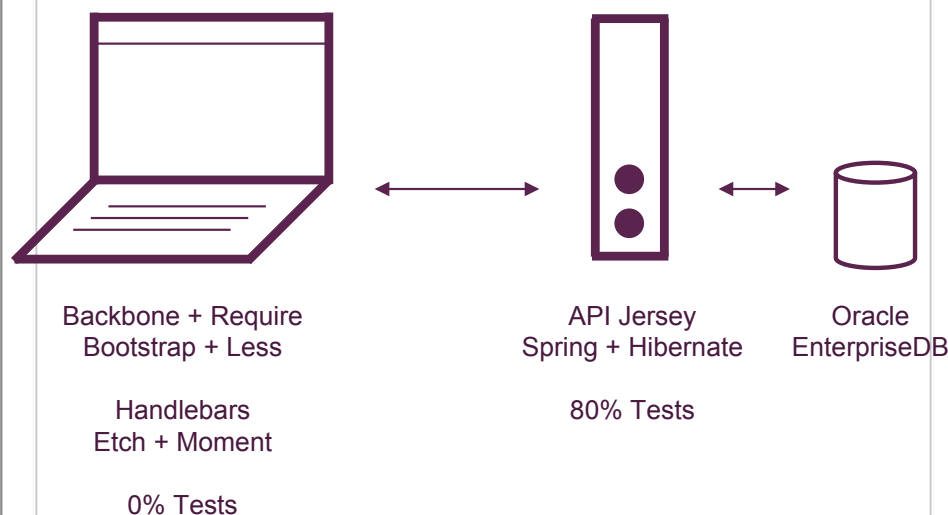 Backbone + Require
Bootstrap + Less
Handlebars
Etch + Moment
0% Tests
API Jersey
Spring + Hibernate
80% Tests
Oracle
EnterpriseDB